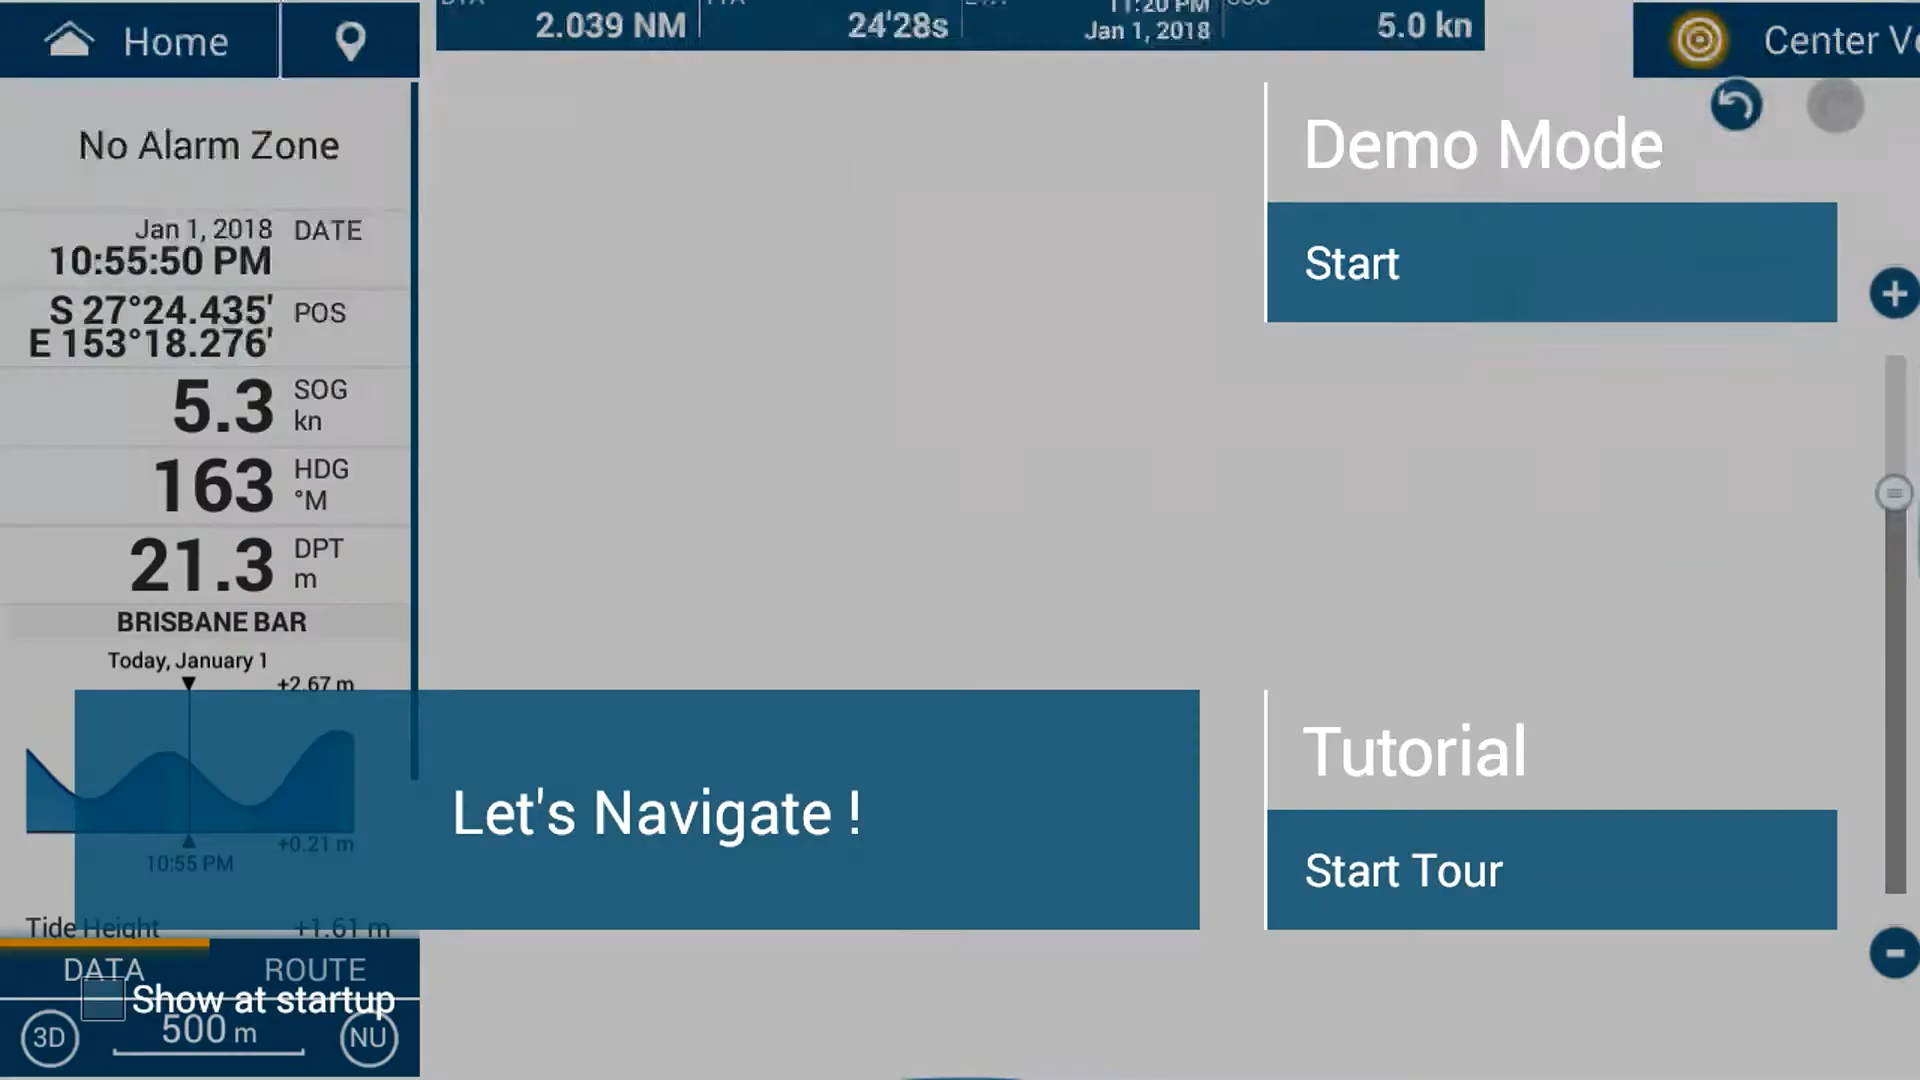 Home
2.039 NM
24'28s
11:20 PM
Jan 1, 2018
5.0 kn
Center
No Alarm Zone
Jan 1, 2018 DATE
10:55:50 PM
S 27°24.435' POS
E 153°18.276'
5.3 SOG
kn
163 HDG
°M
21.3 DPT
m
BRISBANE BAR
Today, January 1
+2.67 m
+0.21 m
10:55 PM
Tide Height +1.61 m
DATA ROUTE
Show at startup
3D 500 m NU
Demo Mode
Start
Let's Navigate !
Tutorial
Start Tour